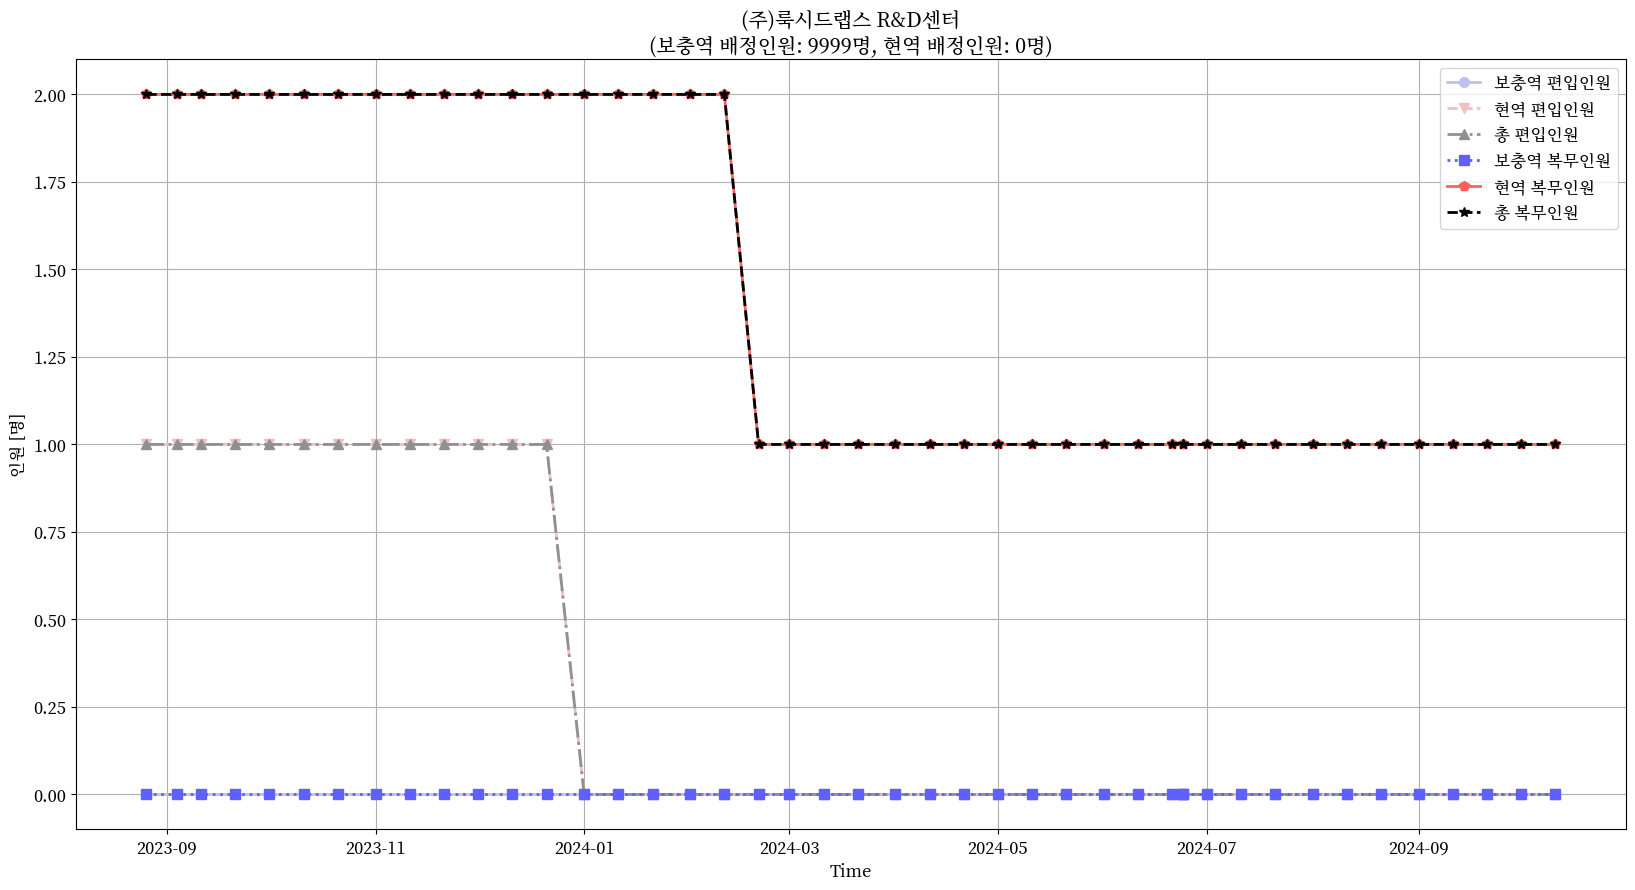 (주)룩시드랩스 R&D센터
(보충역 배정인원: 9999명, 현역 배정인원: 0명)
보충역 편입인원
현역 편입인원
총 편입인원
보충역 복무인원
현역 복무인원
총 복무인원
인원 [명]
2.00
1.75
1.50
1.25
1.00
0.75
0.50
0.25
0.00
2023-09
2023-11
2024-01
2024-03
2024-05
2024-07
2024-09
Time